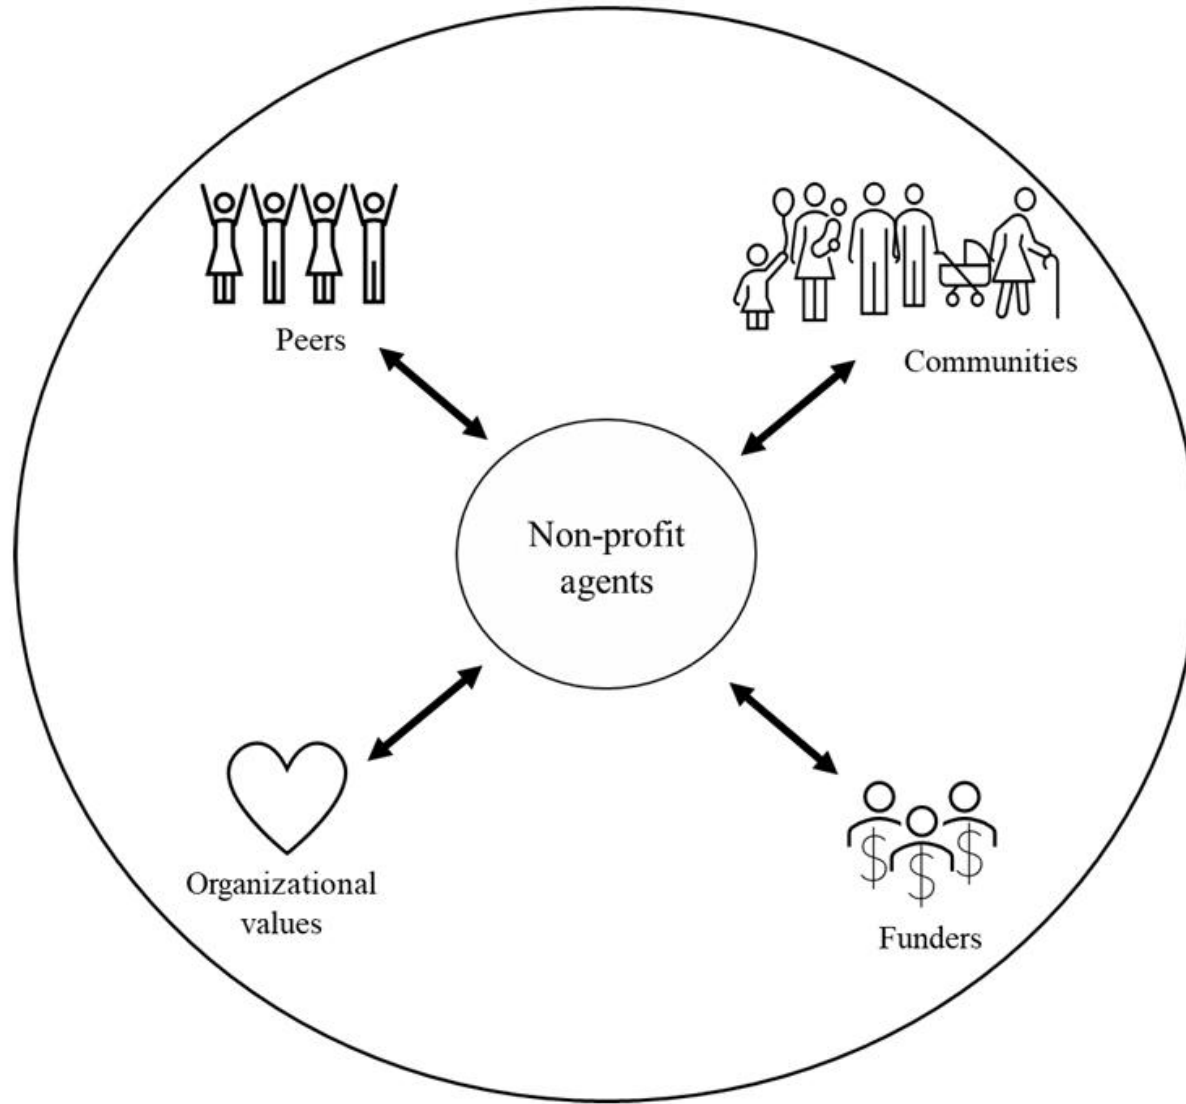 Peers
Communities
Non-profit
agents
Organizational
values
Funders